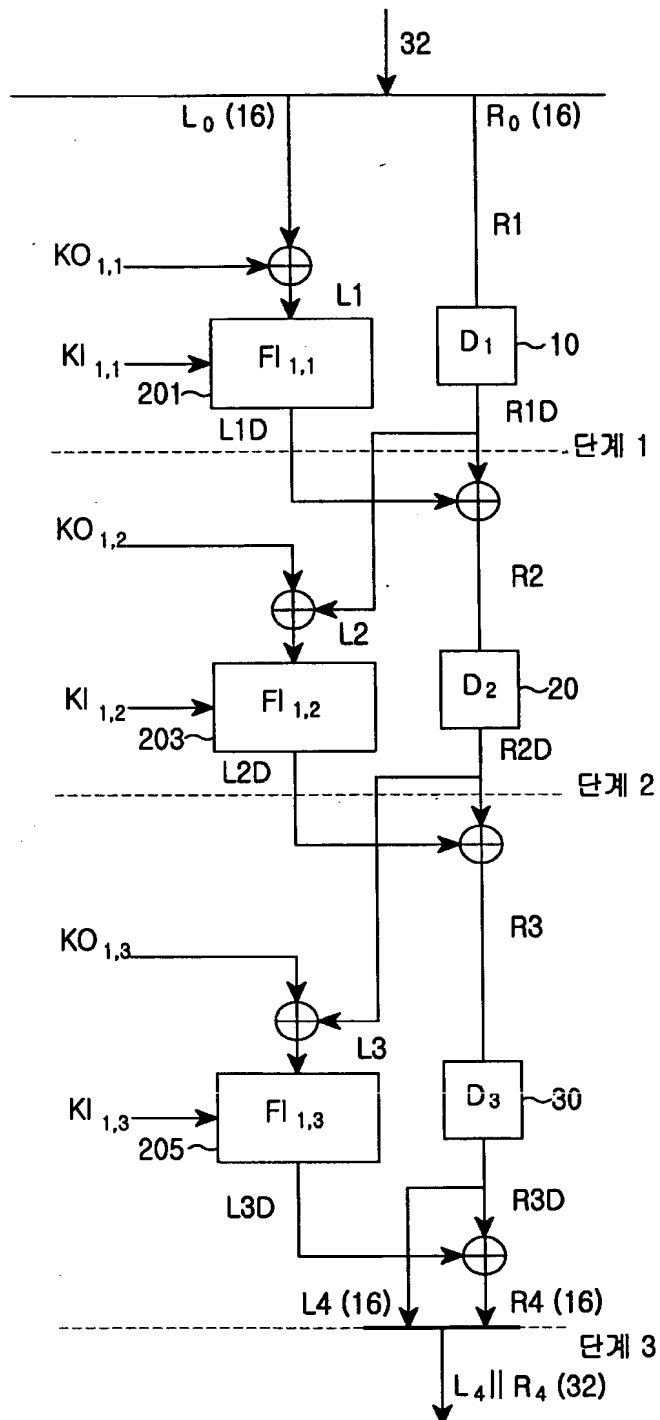 32
L₀ (16)
R₀ (16)
R1
KO₁,₁
L1
KI₁,₁
FI₁,₁
201
D₁
10
L1D
R1D
단계 1
KO₁,₂
R2
L2
KI₁,₂
FI₁,₂
203
D₂
20
L2D
R2D
단계 2
KO₁,₃
R3
L3
KI₁,₃
FI₁,₃
205
D₃
30
L3D
R3D
L4 (16)
R4 (16)
단계 3
L₄|| R₄ (32)